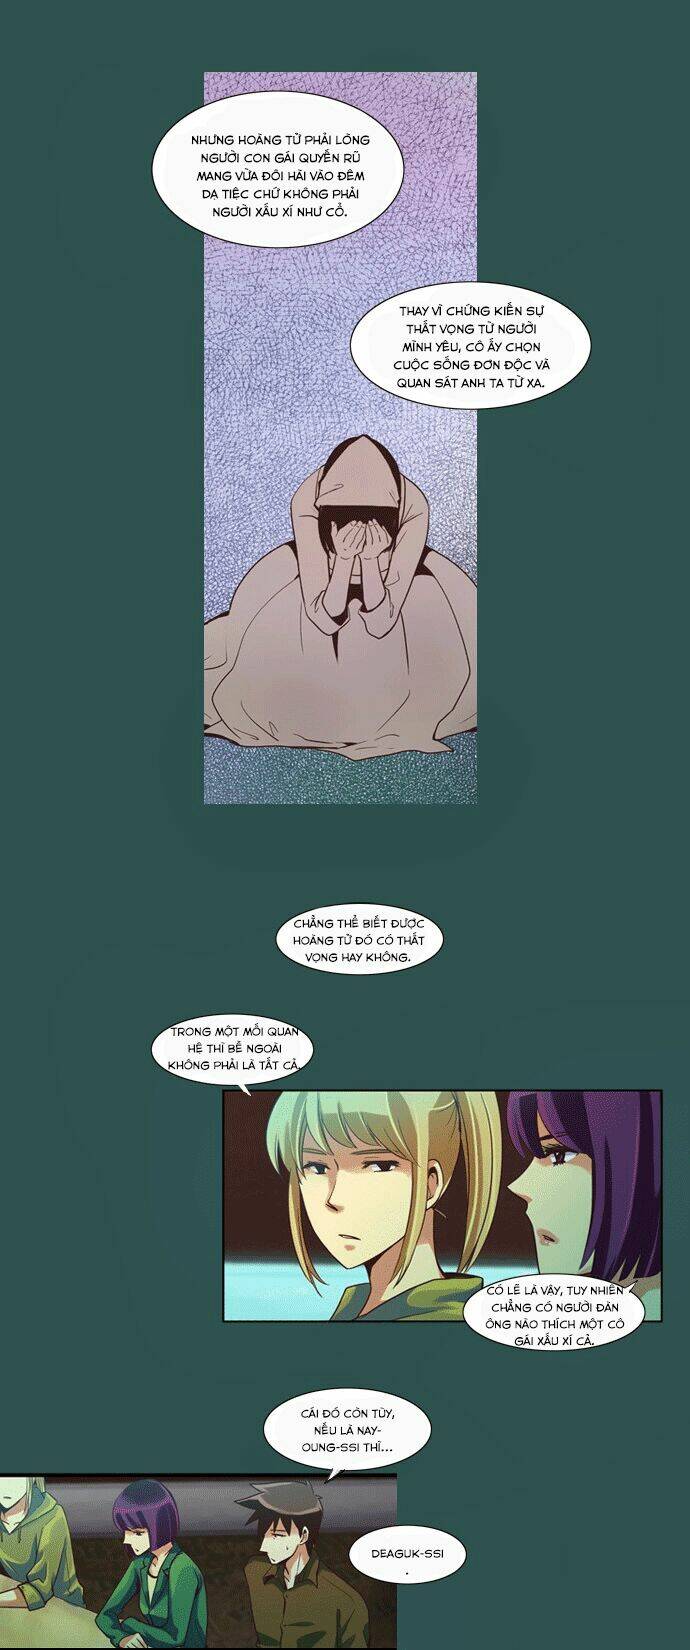 NHƯNG HOÀNG TỬ PHẢI LÒNG
NGƯỜI CON GÁI QUYẾN RŨ
MANG VỪA ĐÔI HÀI VÀO ĐÊM
DẠ TIỆC CHỨ KHÔNG PHẢI
NGƯỜI XẤU XÍ NHƯ CỔ.
THAY VÌ CHỨNG KIẾN SỰ
THẤT VỌNG TỪ NGƯỜI
MÌNH YÊU, CÔ ẤY CHỌN
CUỘC SỐNG ĐƠN ĐỘC VÀ
QUAN SÁT ANH TA TỪ XA.
CHẲNG THỂ BIẾT ĐƯỢC
HOÀNG TỬ ĐÓ CÓ THẤT
VỌNG HAY KHÔNG.
TRONG MỘT MỐI QUAN
HỆ THÌ BỀ NGOÀI
KHÔNG PHẢI LÀ TẤT CẢ.
CÓ LẼ LÀ VẬY, TUY NHIÊN
CHẲNG CÓ NGƯỜI ĐÀN
ÔNG NÀO THÍCH MỘT CÔ
GÁI XẤU XÍ CẢ.
CÁI ĐÓ CÒN TÙY,
NẾU LÀ NAY-
OUNG-SSI THÌ...
DEAGUK-SSI
.